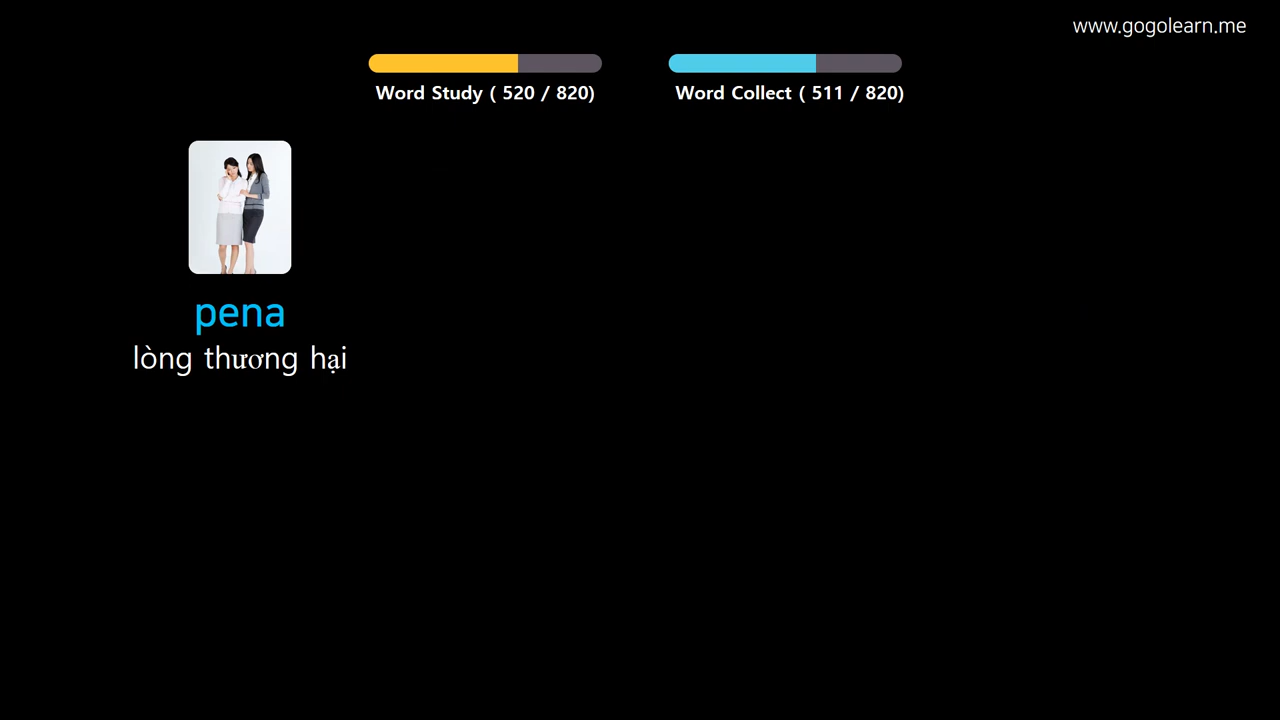 www.gogolearn.me
Word Study ( 520 / 820)
Word Collect ( 511 / 820)
pena
lòng thương hại